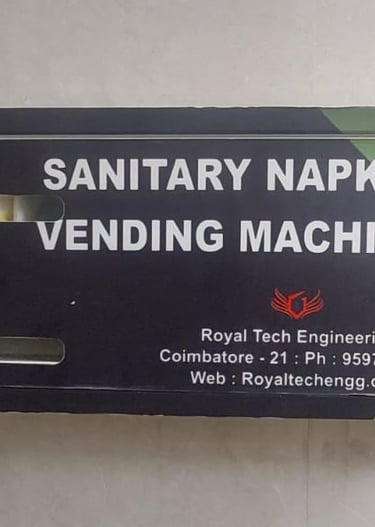 SANITARY NAPK
VENDING MACHI
Royal Tech Engineeri
Coimbatore - 21 : Ph : 9597
Web : Royaltechengg.c